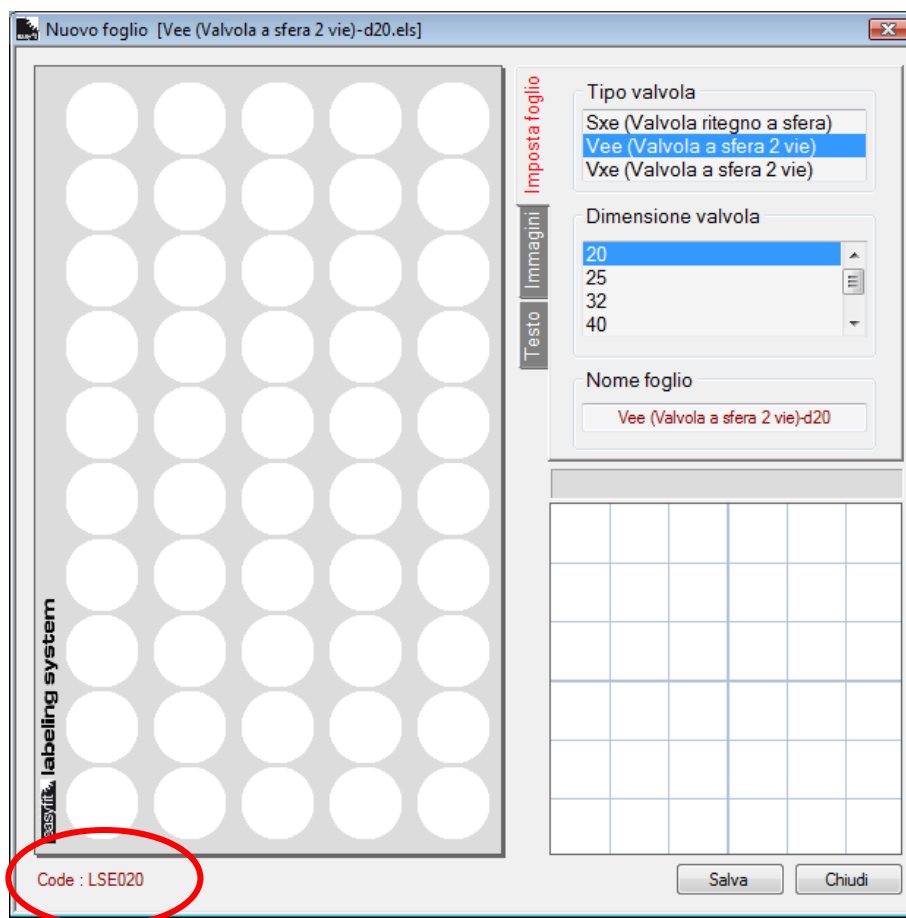 Nuovo foglio [Vee (Valvola a sfera 2 vie)-d20.els]
easyfit labeling system
Code : LSE020
Imposta foglio
Immagini
Testo
Tipo valvola
Sxe (Valvola ritegno a sfera)
Vee (Valvola a sfera 2 vie)
Vxe (Valvola a sfera 2 vie)
Dimensione valvola
20
25
32
40
Nome foglio
Vee (Valvola a sfera 2 vie)-d20
Salva
Chiudi